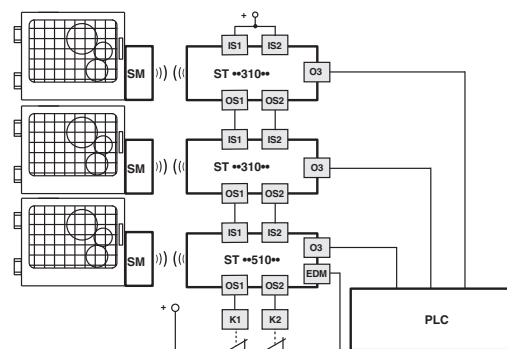 +
IS1 IS2
SM ST ••310•• O3
OS1 OS2
IS1 IS2
SM ST ••310•• O3
OS1 OS2
IS1 IS2
SM ST ••510•• O3
EDM
OS1 OS2
+
K1 K2
PLC